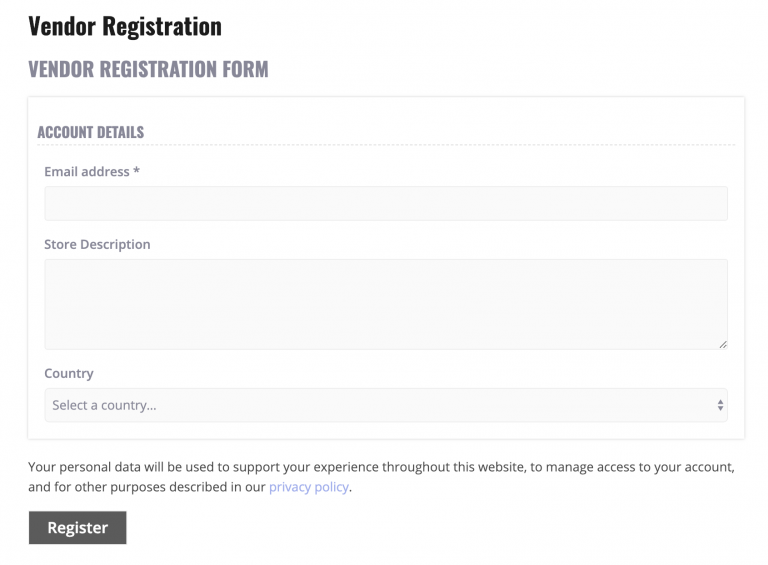 Vendor Registration
VENDOR REGISTRATION FORM
ACCOUNT DETAILS
Email address *
Store Description
Country
Select a country...
Your personal data will be used to support your experience throughout this website, to manage access to your account,
and for other purposes described in our privacy policy.
Register